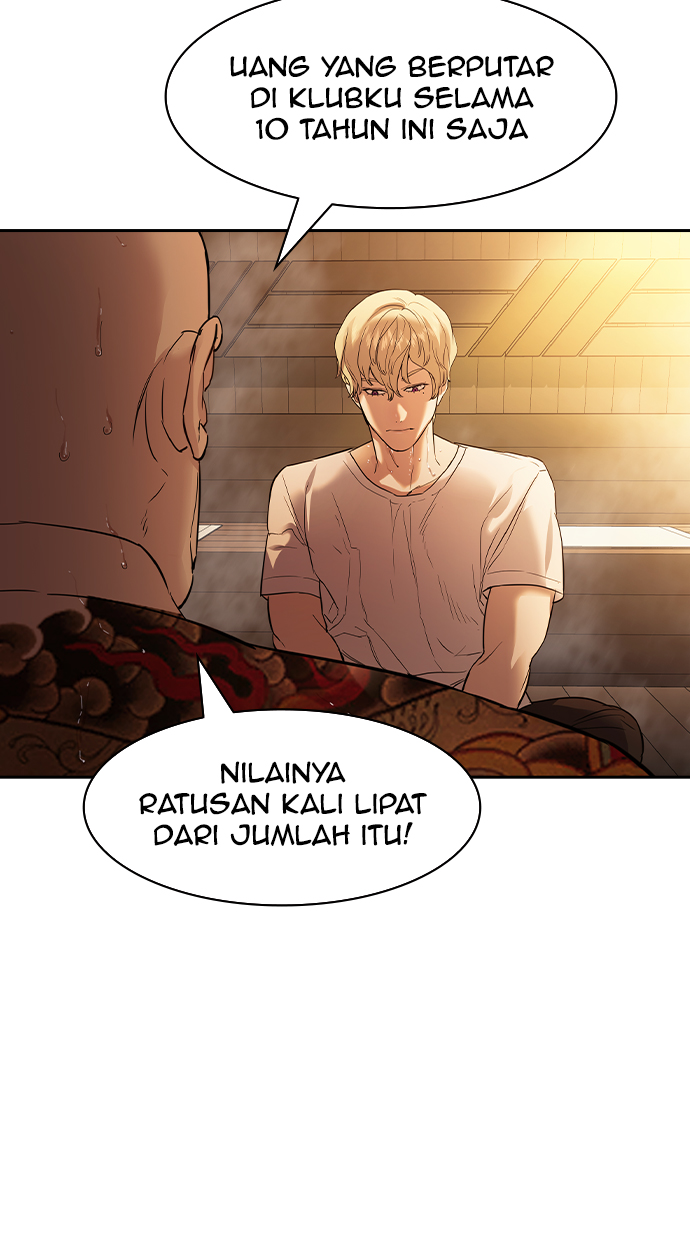 UANG YANG BERPUTAR
DI KLUBKU SELAMA
10 TAHUN INI SAJA
NILAINYA
RATUSAN KALI LIPAT
DARI JUMLAH ITU!